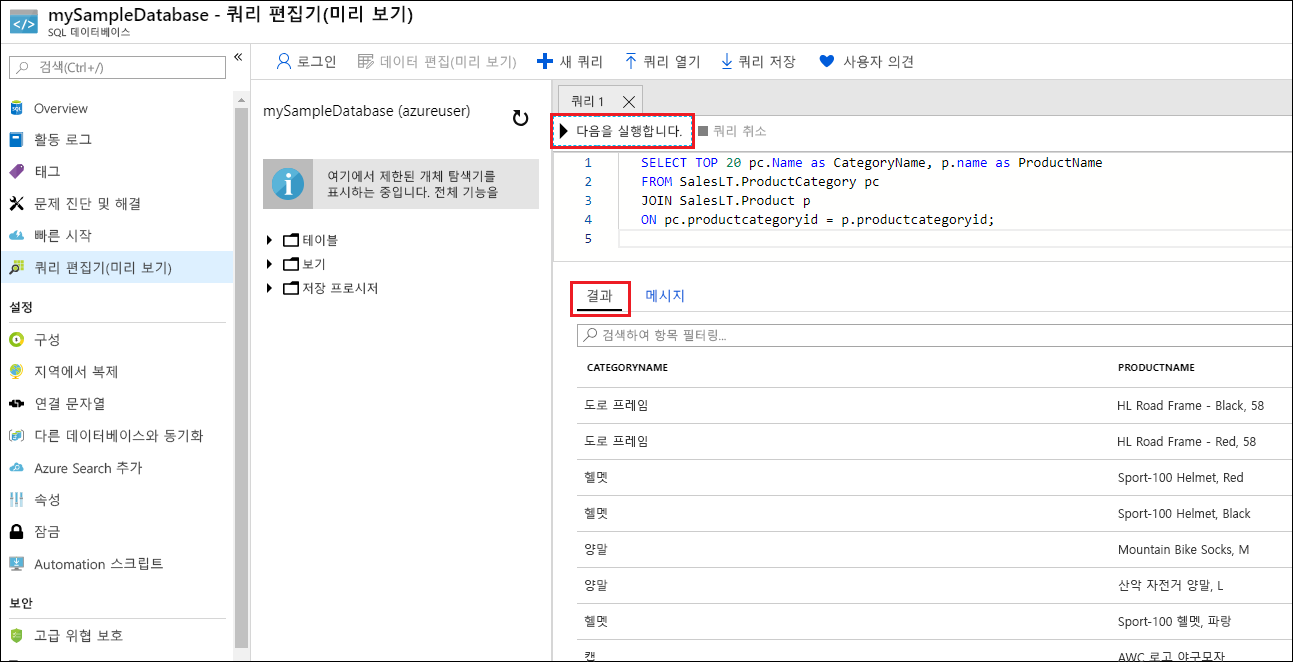 mySampleDatabase - 쿼리 편집기(미리 보기)
SQL 데이터베이스
검색(Ctrl+/)
«
Overview
활동 로그
태그
문제 진단 및 해결
빠른 시작
쿼리 편집기(미리 보기)
설정
구성
지역에서 복제
연결 문자열
다른 데이터베이스와 동기화
Azure Search 추가
속성
잠금
Automation 스크립트
보안
고급 위협 보호
로그인 데이터 편집(미리 보기) 새 쿼리 쿼리 열기 쿼리 저장 사용자 의견
mySampleDatabase (azureuser)
여기에서 제한된 개체 탐색기를
표시하는 중입니다. 전체 기능을
테이블
보기
저장 프로시저
쿼리 1
다음을 실행합니다. 쿼리 취소
1 SELECT TOP 20 pc.Name as CategoryName, p.name as ProductName
2 FROM SalesLT.ProductCategory pc
3 JOIN SalesLT.Product p
4 ON pc.productcategoryid = p.productcategoryid;
5
결과 메시지
검색하여 항목 필터링...
CATEGORYNAME PRODUCTNAME
도로 프레임 HL Road Frame - Black, 58
도로 프레임 HL Road Frame - Red, 58
헬멧 Sport-100 Helmet, Red
헬멧 Sport-100 Helmet, Black
양말 Mountain Bike Socks, M
양말 산악 자전거 양말, L
헬멧 Sport-100 헬멧, 파랑
캡 AWC 로고 야구모자